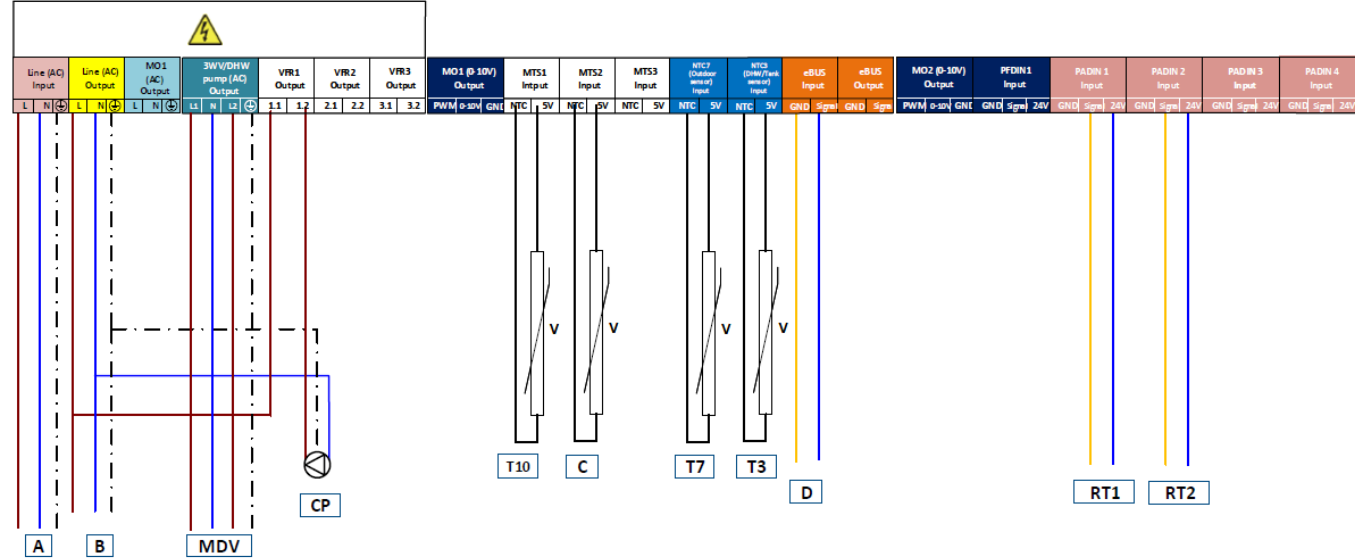 Line (AC) Input
Line (AC) Output
MO1 (AC) Output
3WV/DHW pump (AC) Output
VFR1 Output
VFR2 Output
VFR3 Output
MO1 (0-10V) Output
MTS1 Intput
MTS2 Input
MTS3 Input
NTC7 (Outdoor sensor) Input
NTC3 (DHW/Tank sensor) Input
eBUS Input
eBUS Output
MO2 (0-10V) Output
PFDIN1 Input
PADIN 1 Input
PADIN 2 Input
PADIN 3 Input
PADIN 4 Input
L N L N L N L1 N L2 1.1 1.2 2.1 2.2 3.1 3.2 PWM 0-10V GND NTC 5V NTC 5V NTC 5V NTC 5V NTC 5V GND Signal GND Signal PWM 0-10V GND GND Signal 24V GND Signal 24V GND Signal 24V GND Signal 24V GND Signal 24V
V V V V
T10 C T7 T3 D RT1 RT2
CP
A B MDV